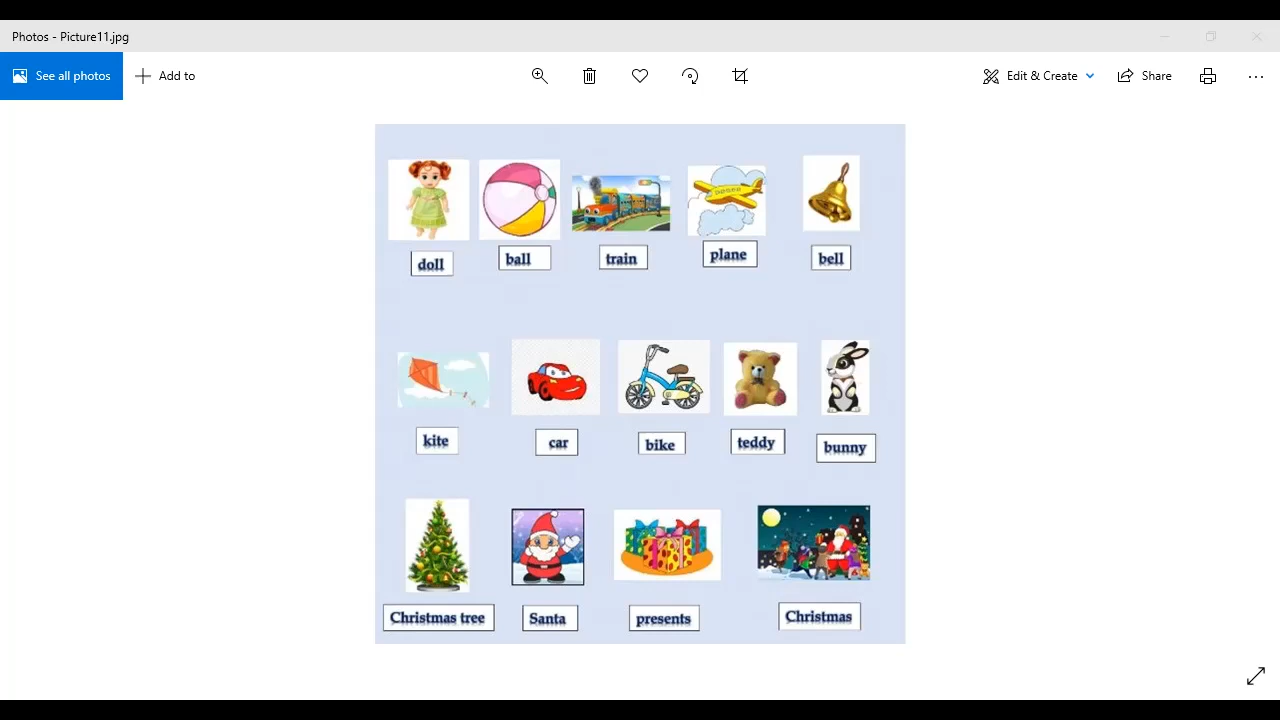 Photos - Picture11.jpg
See all photos
Add to
Edit & Create
Share
doll
ball
train
plane
bell
kite
car
bike
teddy
bunny
Christmas tree
Santa
presents
Christmas